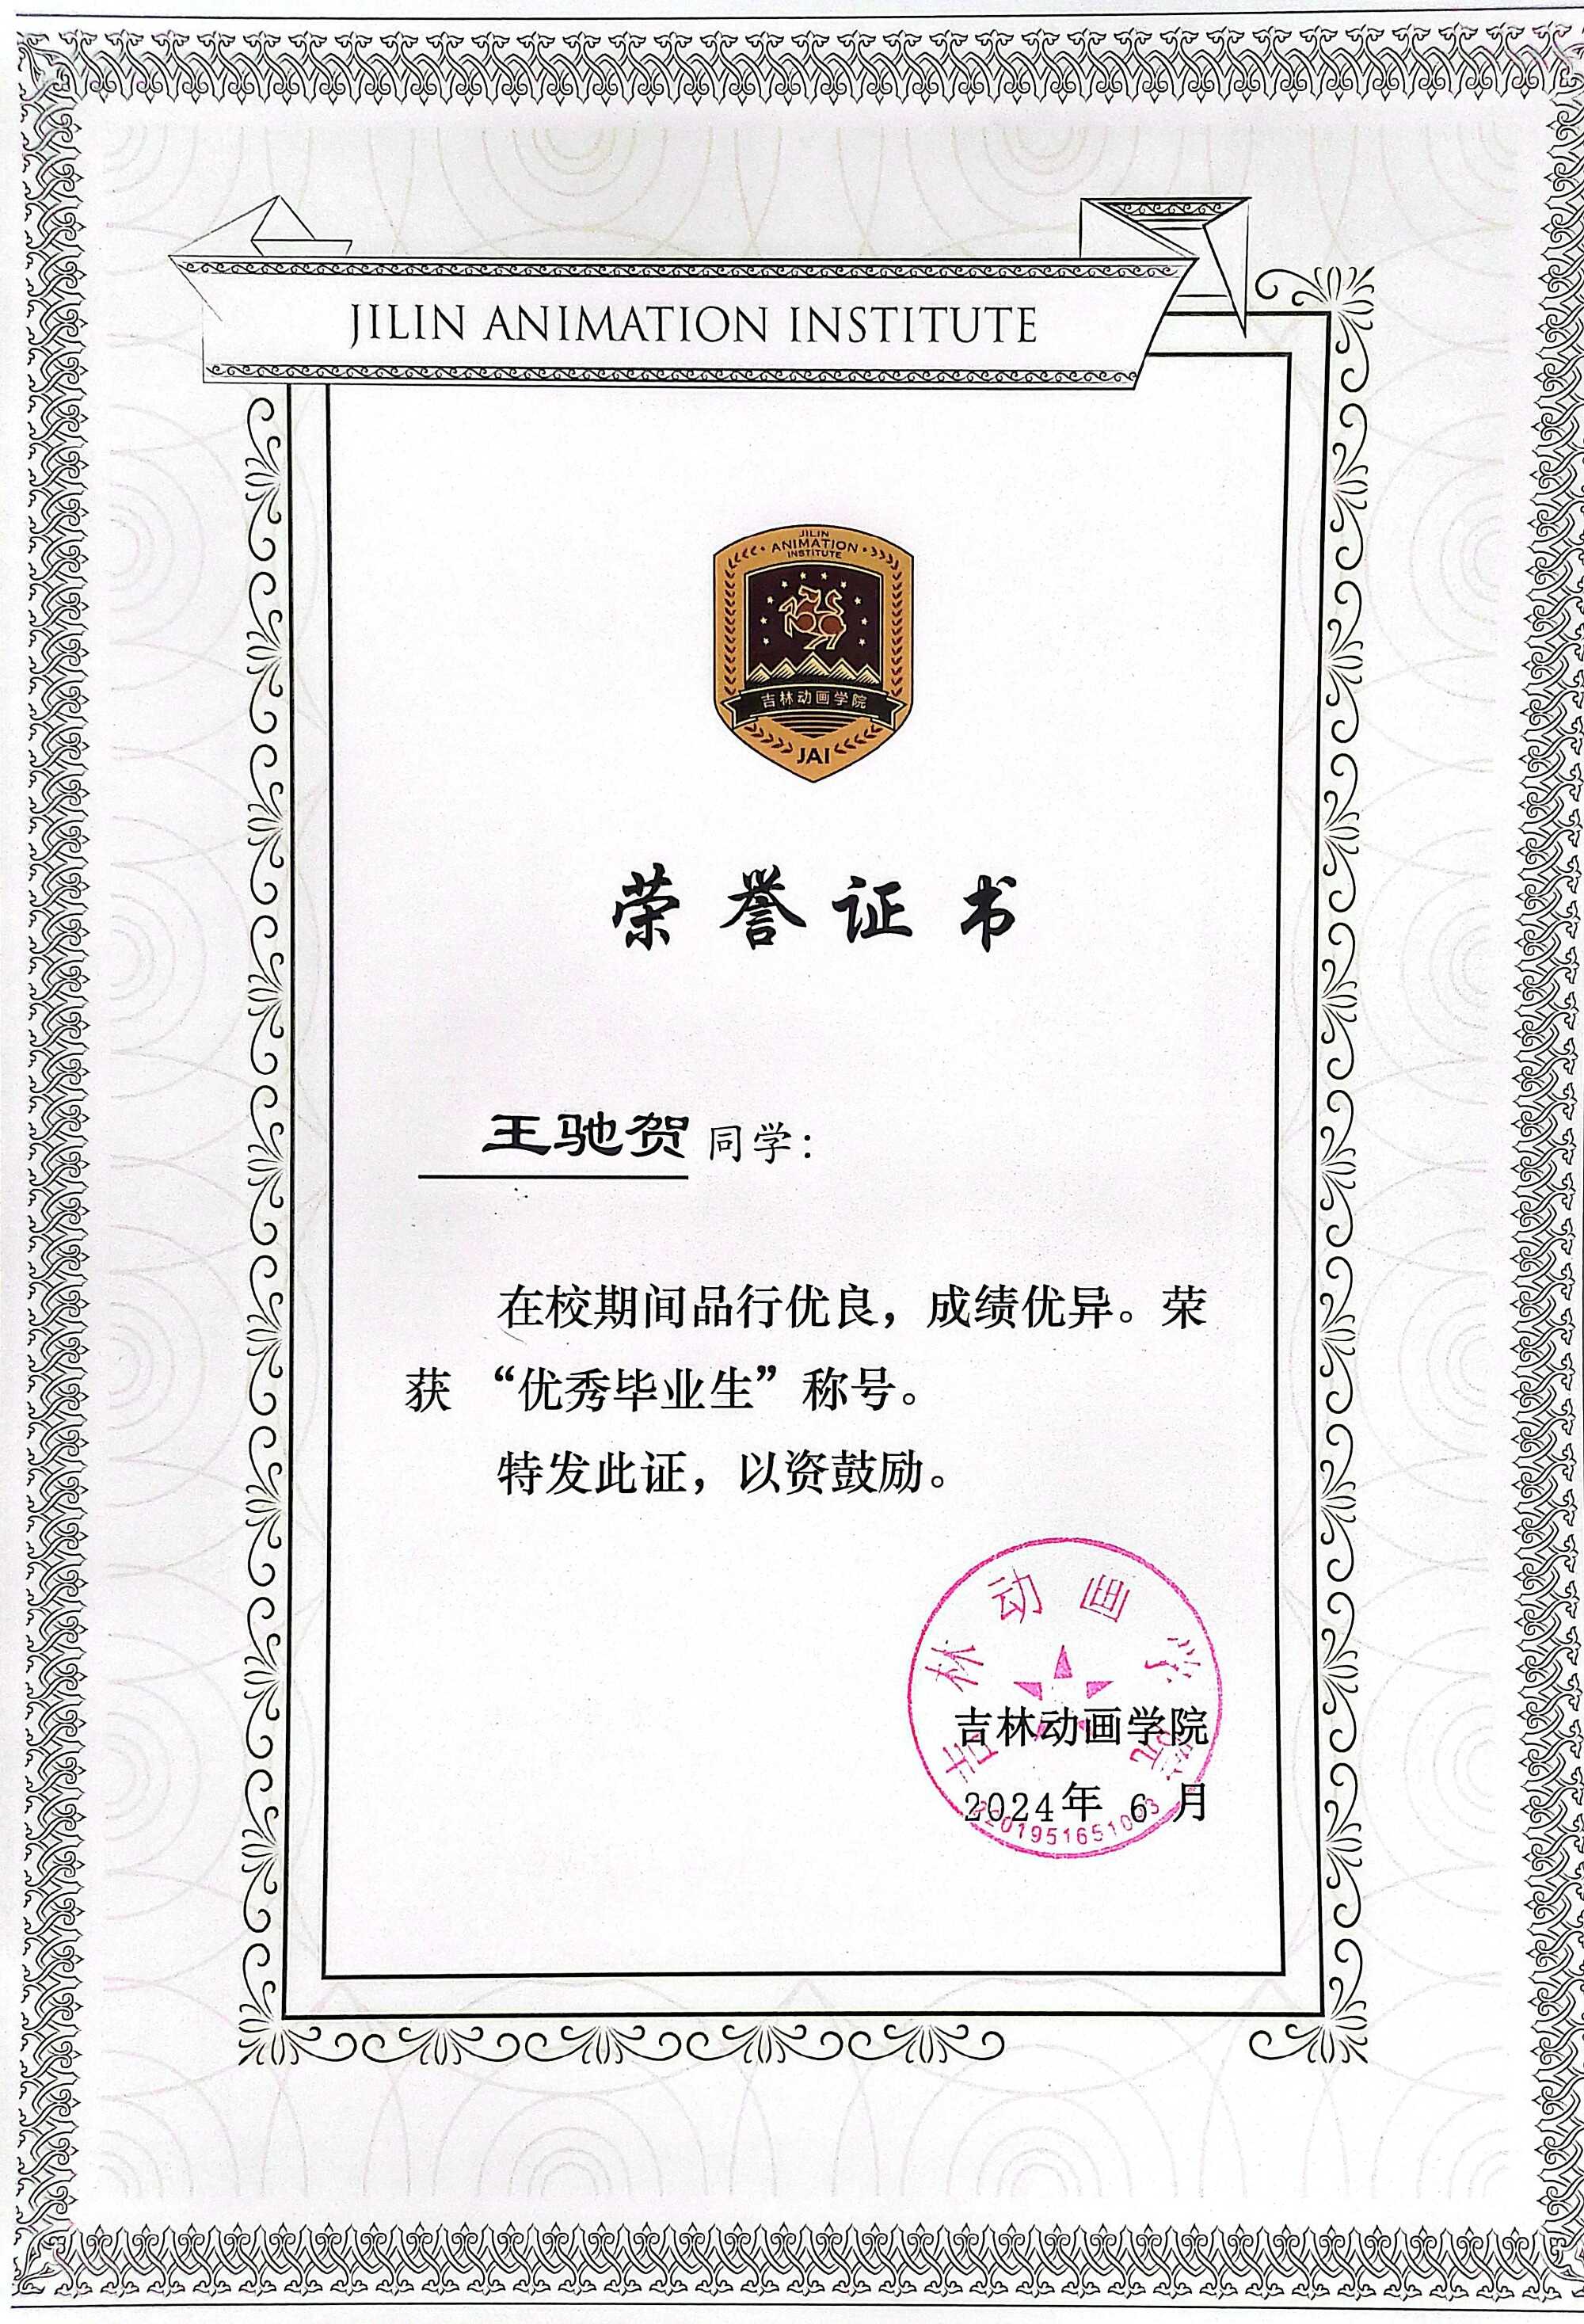 JILIN ANIMATION INSTITUTE
JILIN
ANIMATION
INSTITUTE
吉林动画学院
JAI
荣誉证书
王驰贺 同学：
在校期间品行优良，成绩优异。荣
获 “优秀毕业生”称号。
特发此证，以资鼓励。
吉林动画学院
吉林动画学院
2024年 6 月